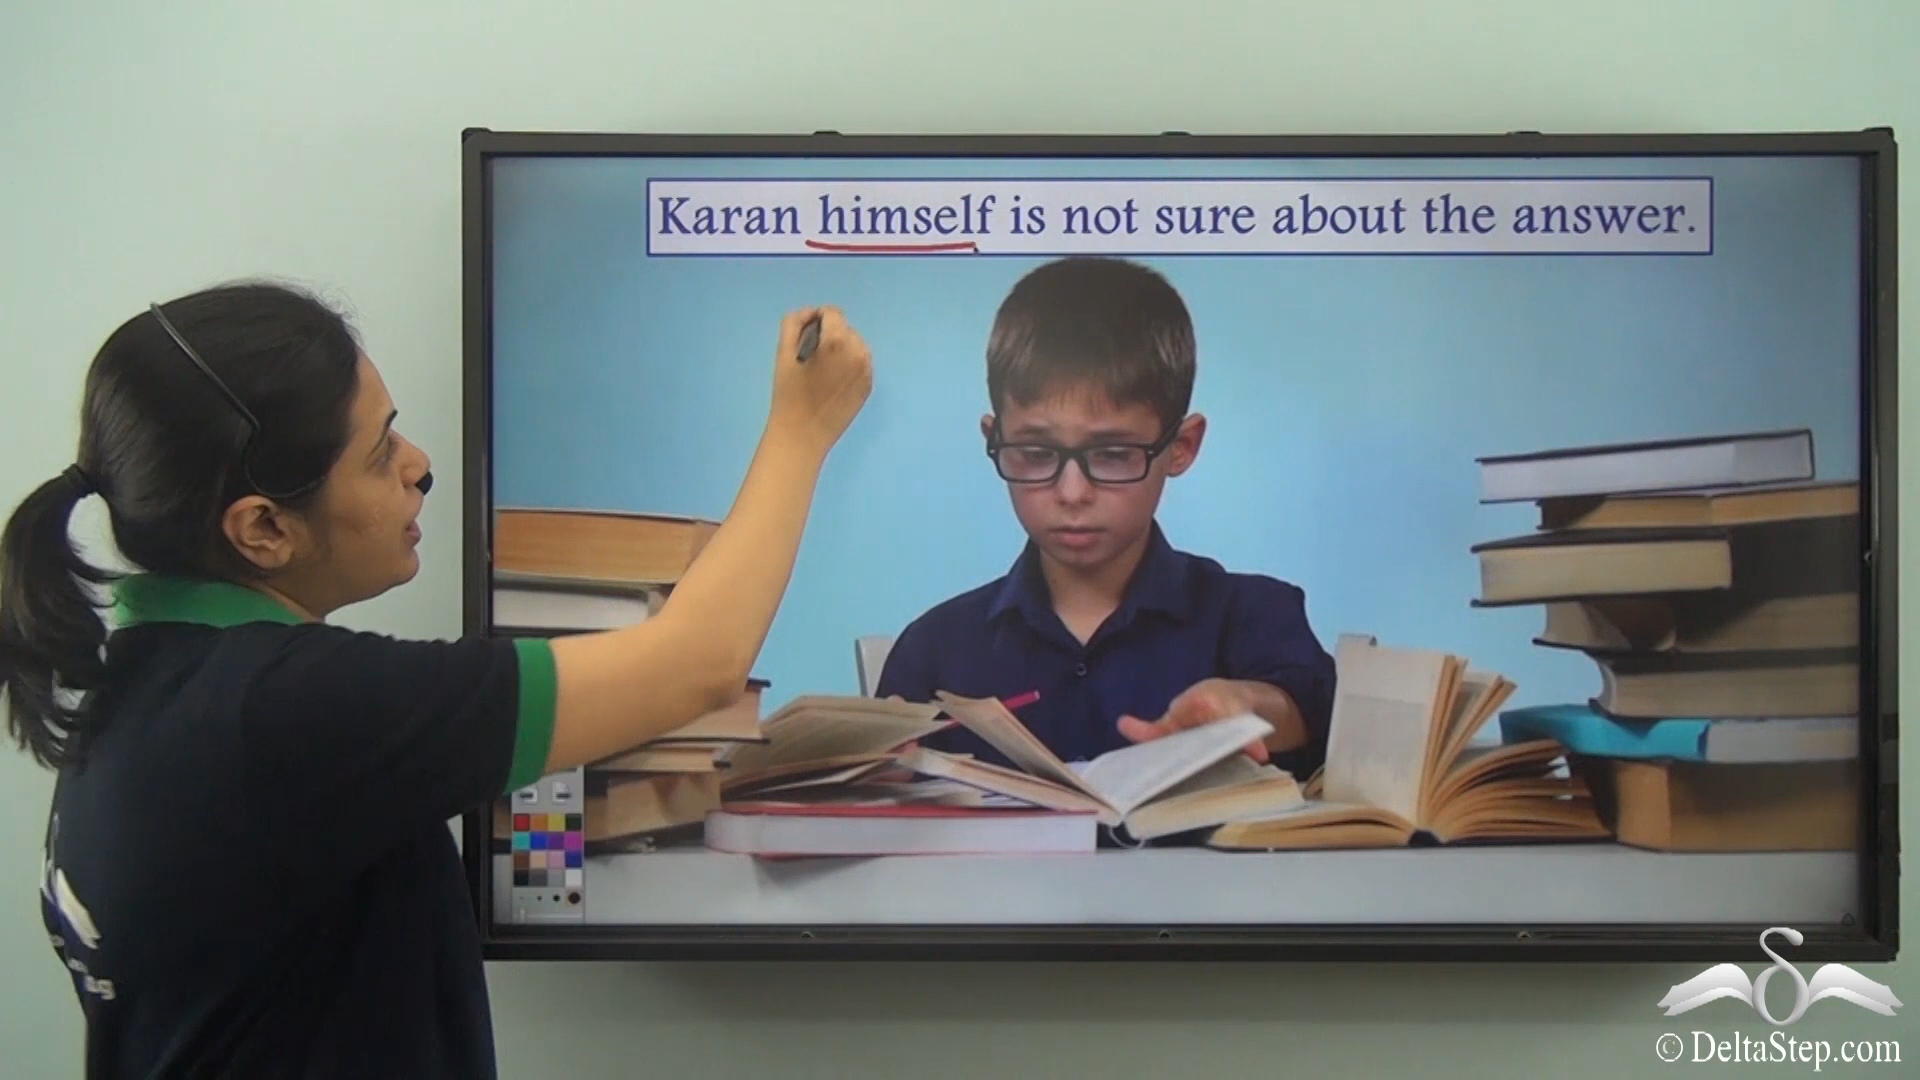 Karan himself is not sure about the answer.
© DeltaStep.com